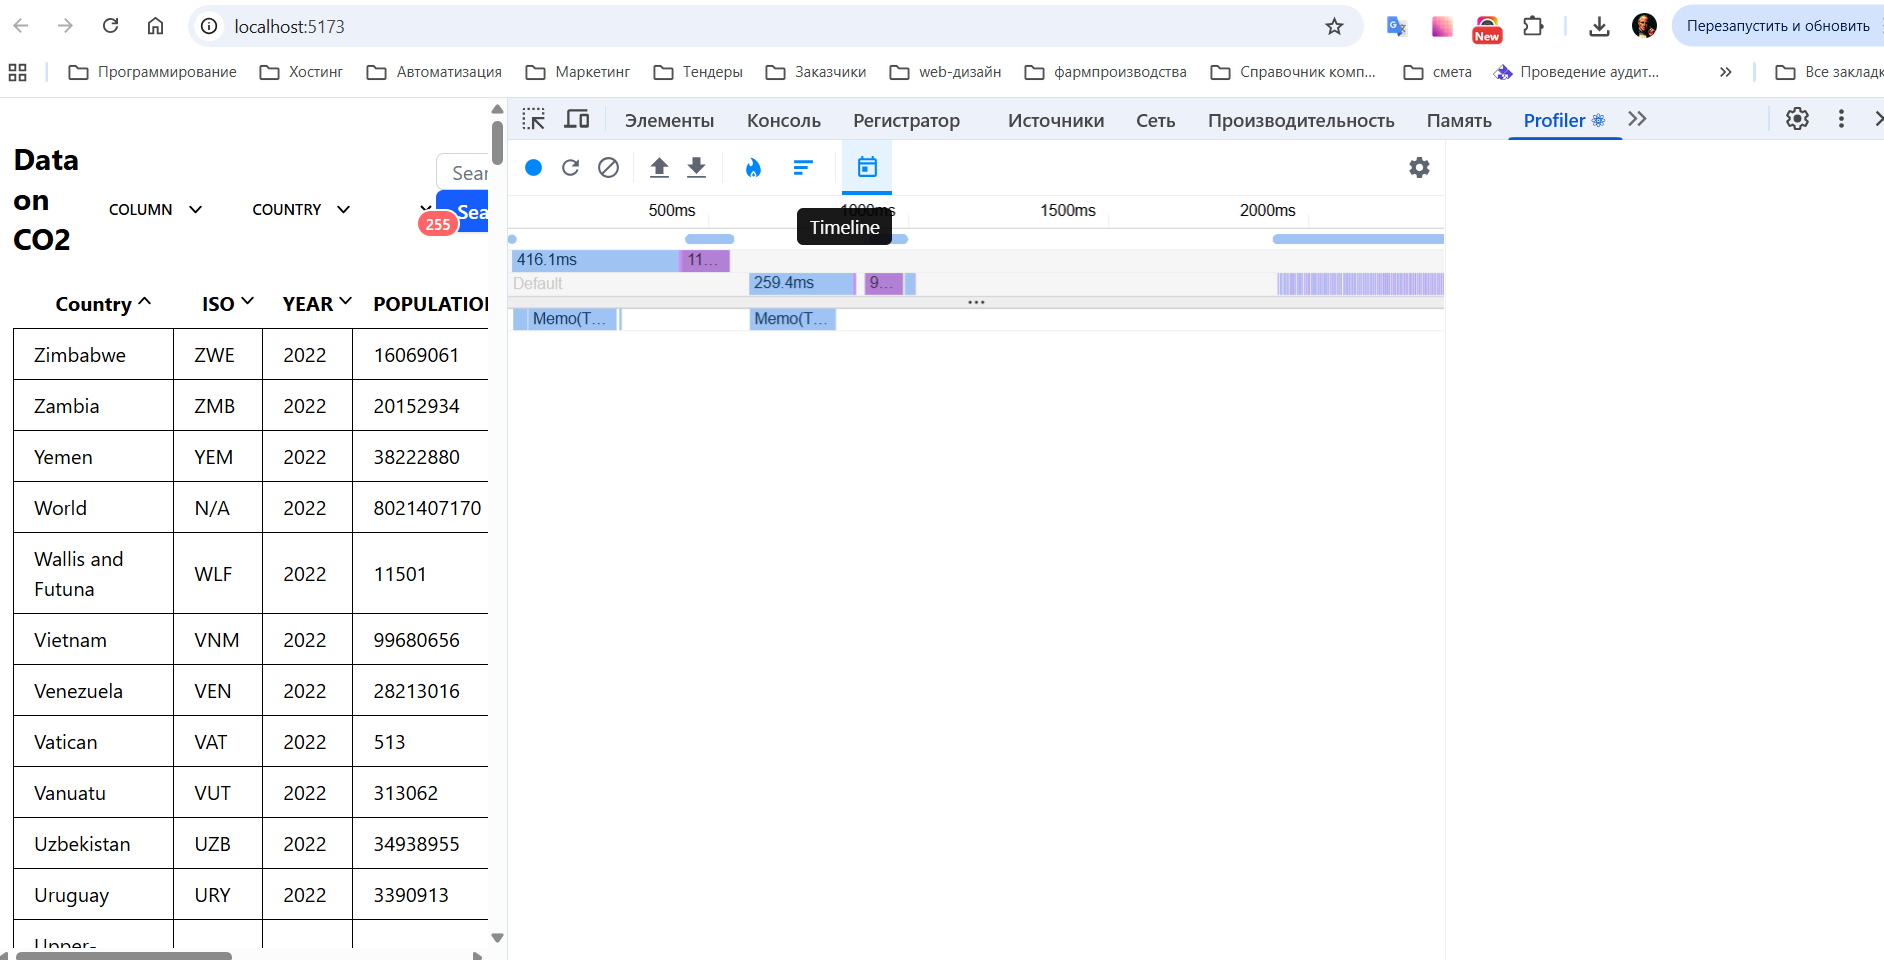 localhost:5173
New
Перезапустить и обновить
Программирование
Хостинг
Автоматизация
Маркетинг
Тендеры
Заказчики
web-дизайн
фармпроизводства
Справочник комп...
смета
Проведение аудит...
»
Все заклад
Элементы
Консоль
Регистратор
Источники
Сеть
Производительность
Память
Profiler
Data
on
CO2
COLUMN
COUNTRY
Sear
Sea
255
500ms
1000ms
1500ms
2000ms
Timeline
416.1ms
11...
Default
259.4ms
9...
Memo(T...
Memo(T...
Country ISO YEAR POPULATION
Zimbabwe ZWE 2022 16069061
Zambia ZMB 2022 20152934
Yemen YEM 2022 38222880
World N/A 2022 8021407170
Wallis and
Futuna WLF 2022 11501
Vietnam VNM 2022 99680656
Venezuela VEN 2022 28213016
Vatican VAT 2022 513
Vanuatu VUT 2022 313062
Uzbekistan UZB 2022 34938955
Uruguay URY 2022 3390913
Upper-